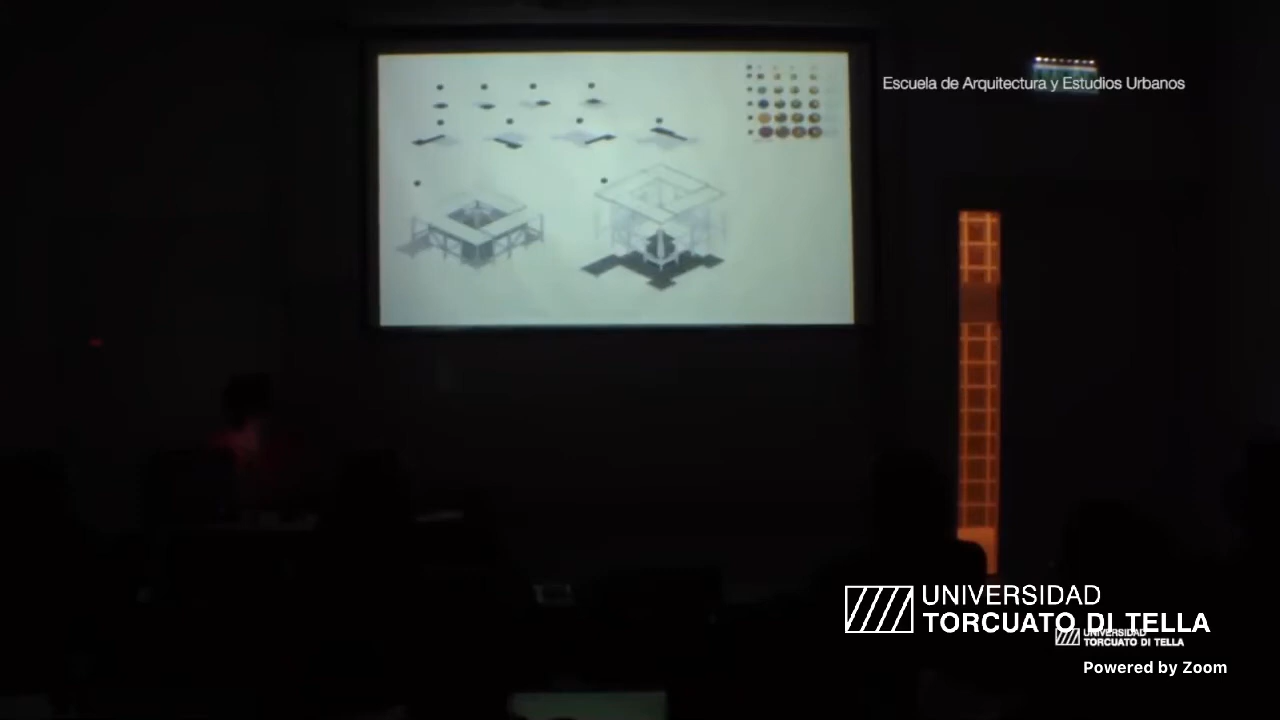 Escuela de Arquitectura y Estudios Urbanos
UNIVERSIDAD
TORCUATO DI TELLA
UNIVERSIDAD
TORCUATO DI TELLA
Powered by Zoom